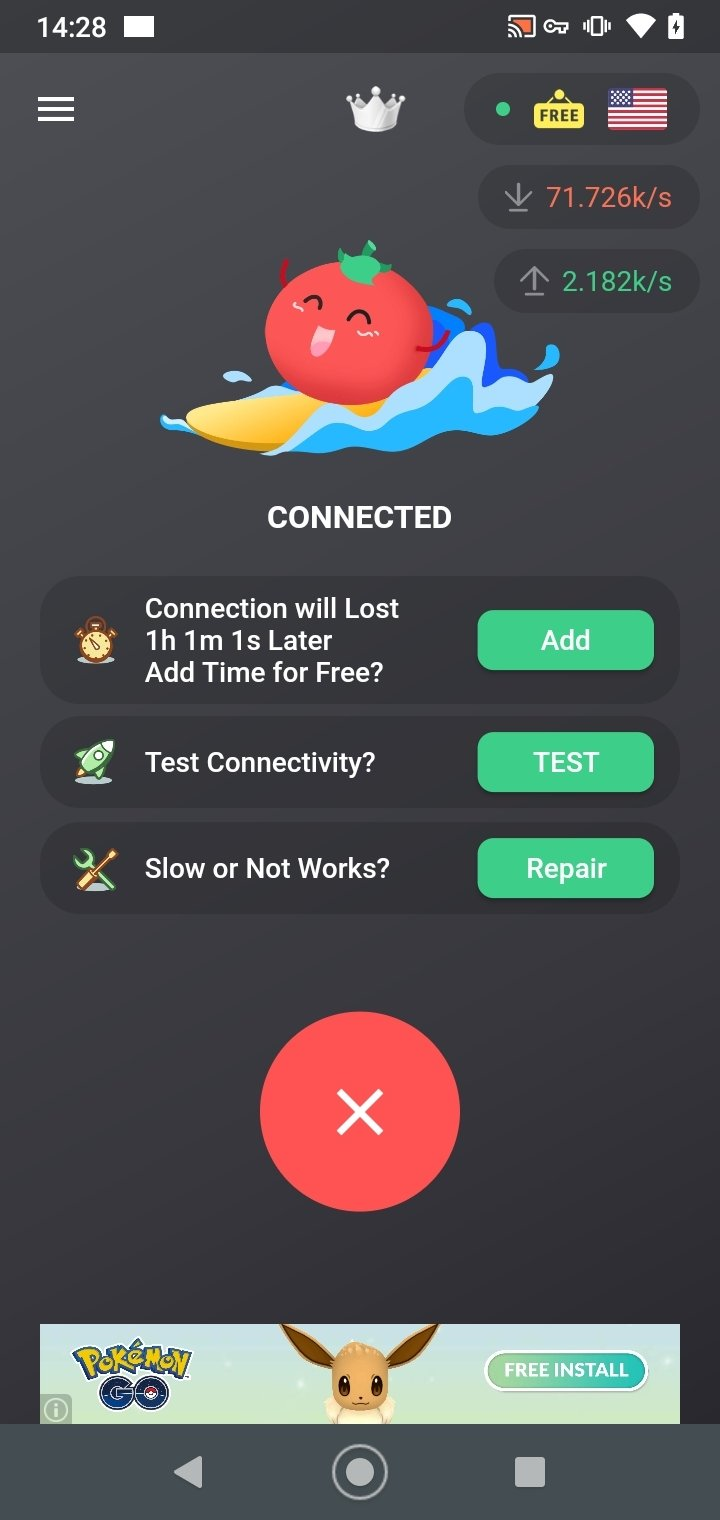 14:28
FREE
71.726k/s
2.182k/s
CONNECTED
Connection will Lost
1h 1m 1s Later
Add Time for Free?
Add
Test Connectivity?
TEST
Slow or Not Works?
Repair
POKéMON
GO
FREE INSTALL